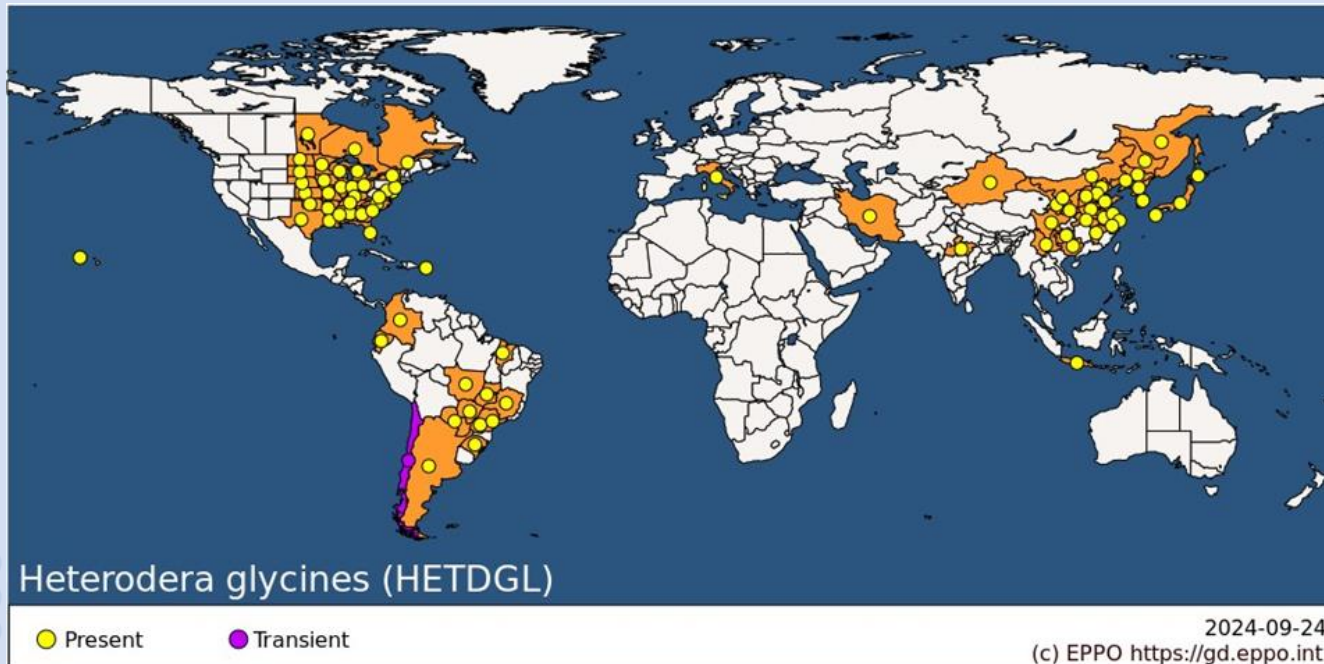 Heterodera glycines (HETDGL)
Present
Transient
2024-09-24
(c) EPPO https://gd.eppo.int